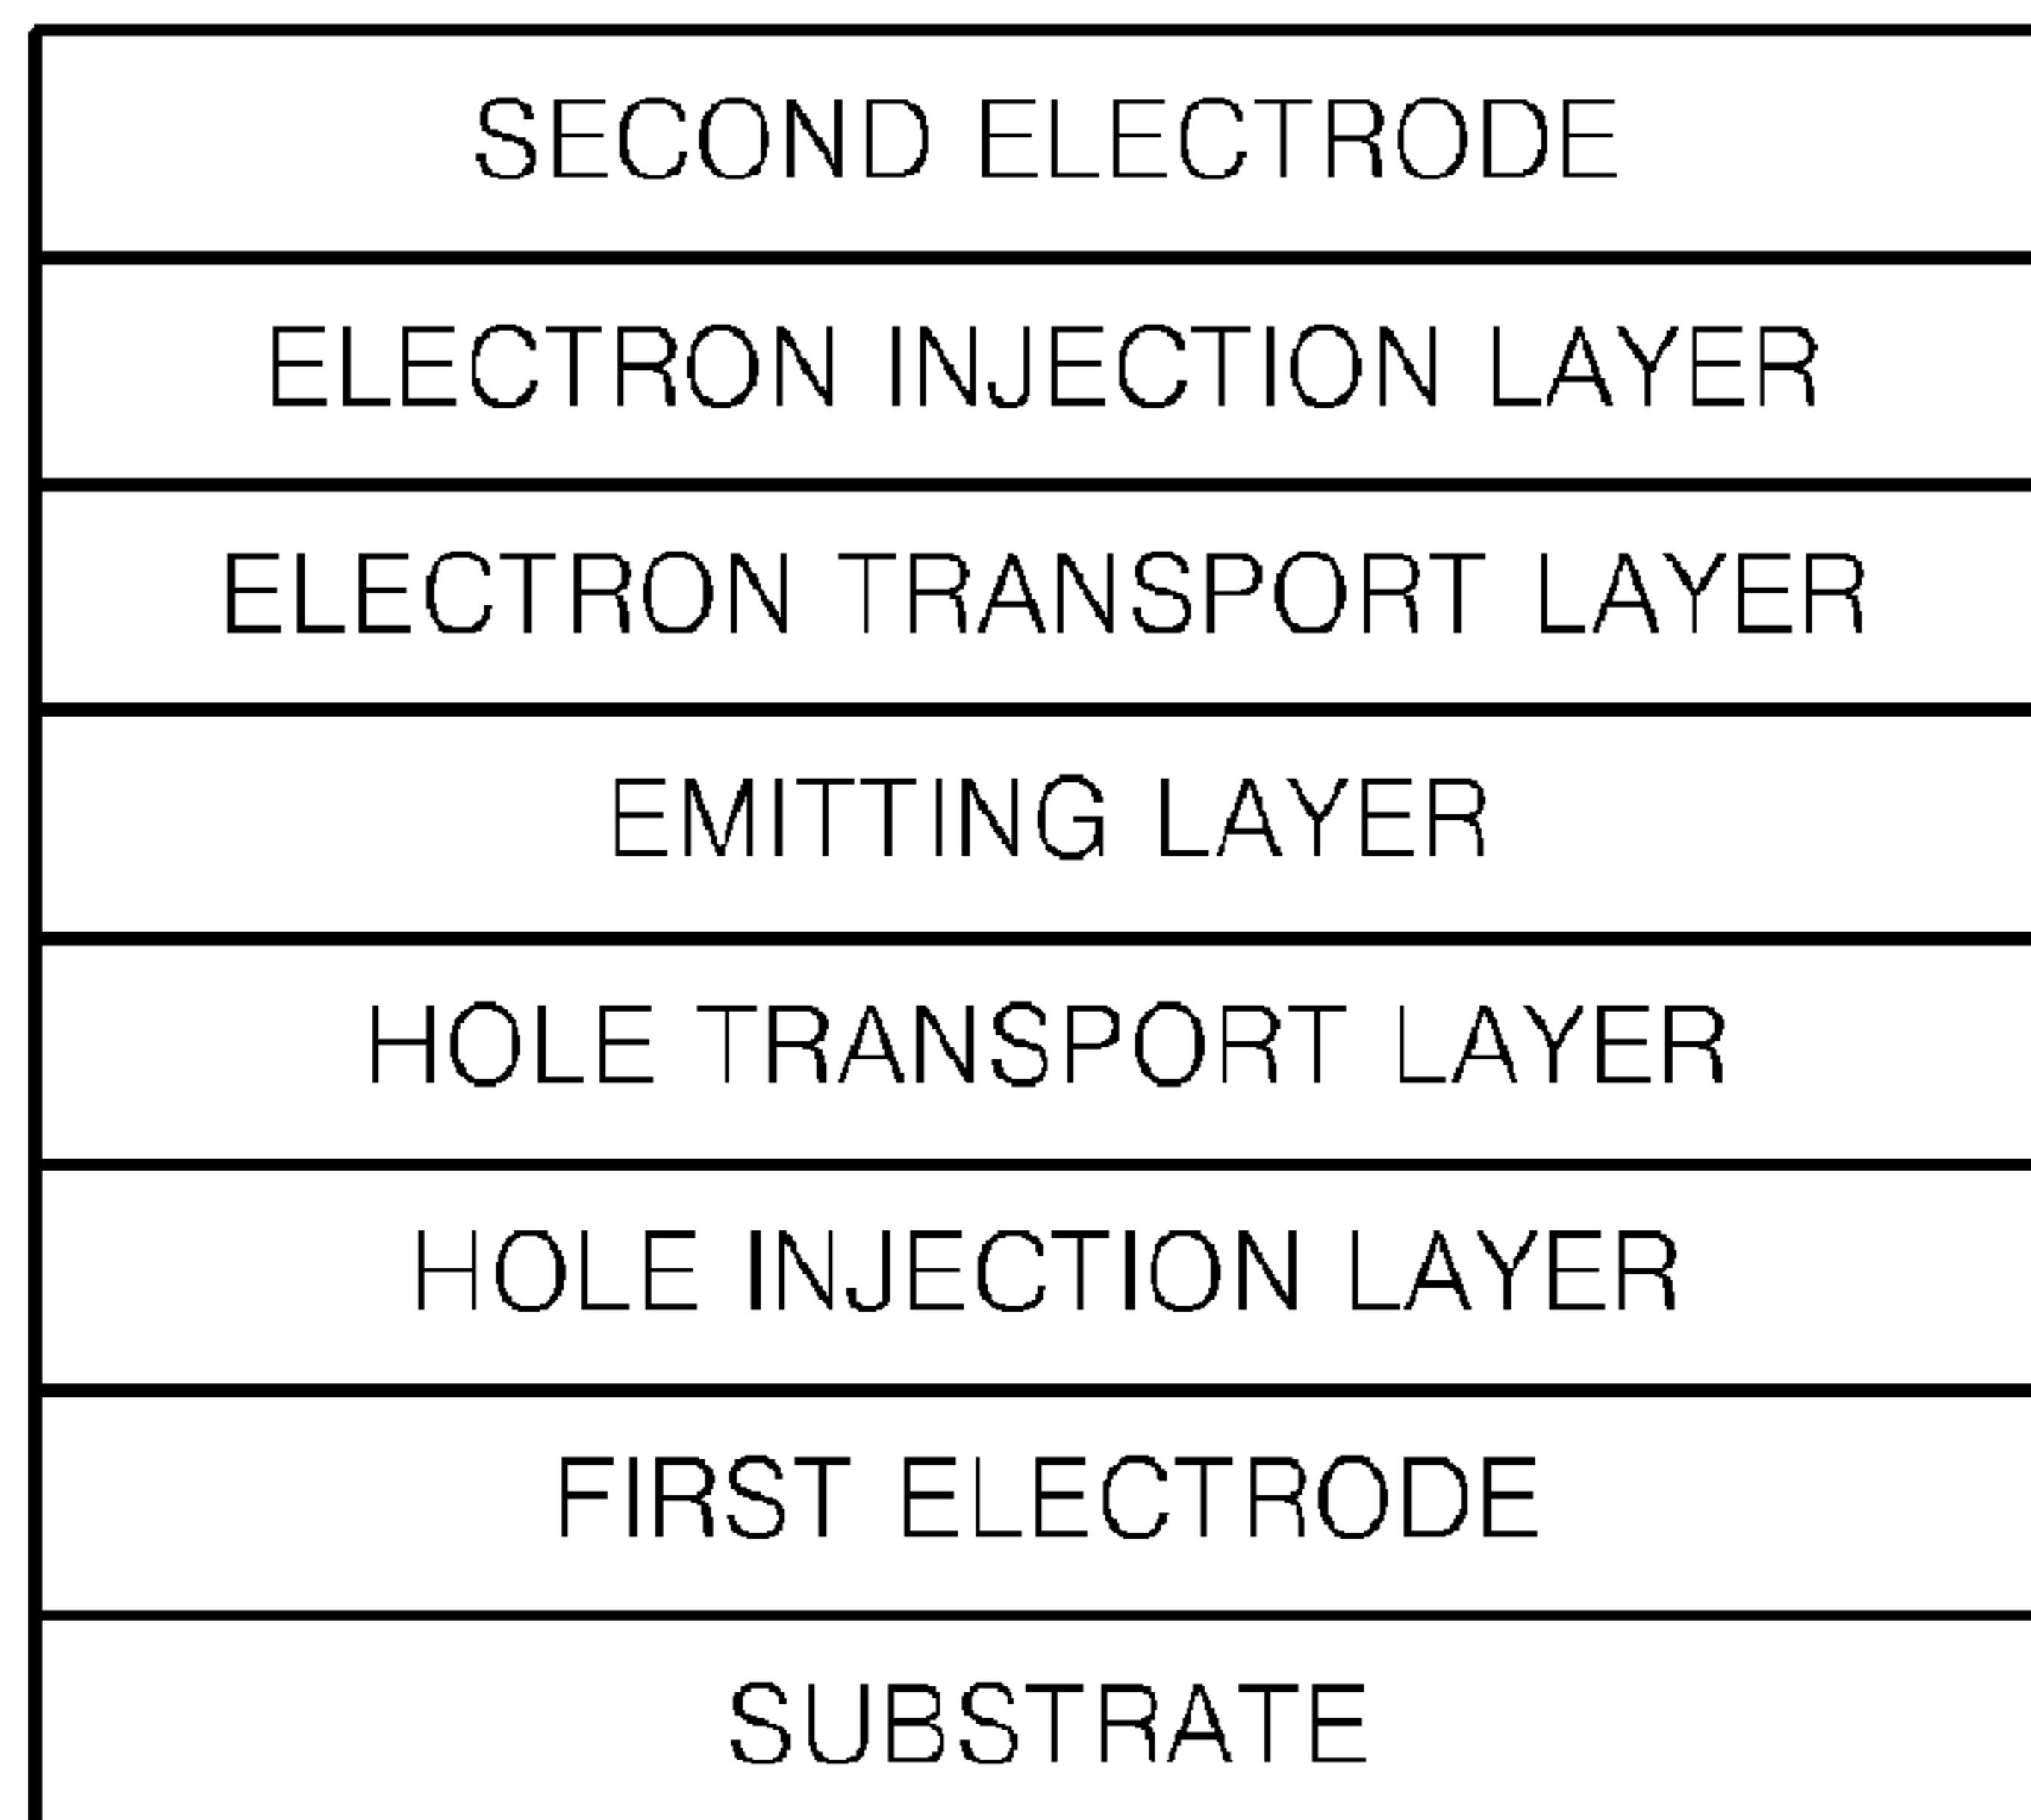 SECOND ELECTRODE
ELECTRON INJECTION LAYER
ELECTRON TRANSPORT LAYER
EMITTING LAYER
HOLE TRANSPORT LAYER
HOLE INJECTION LAYER
FIRST ELECTRODE
SUBSTRATE